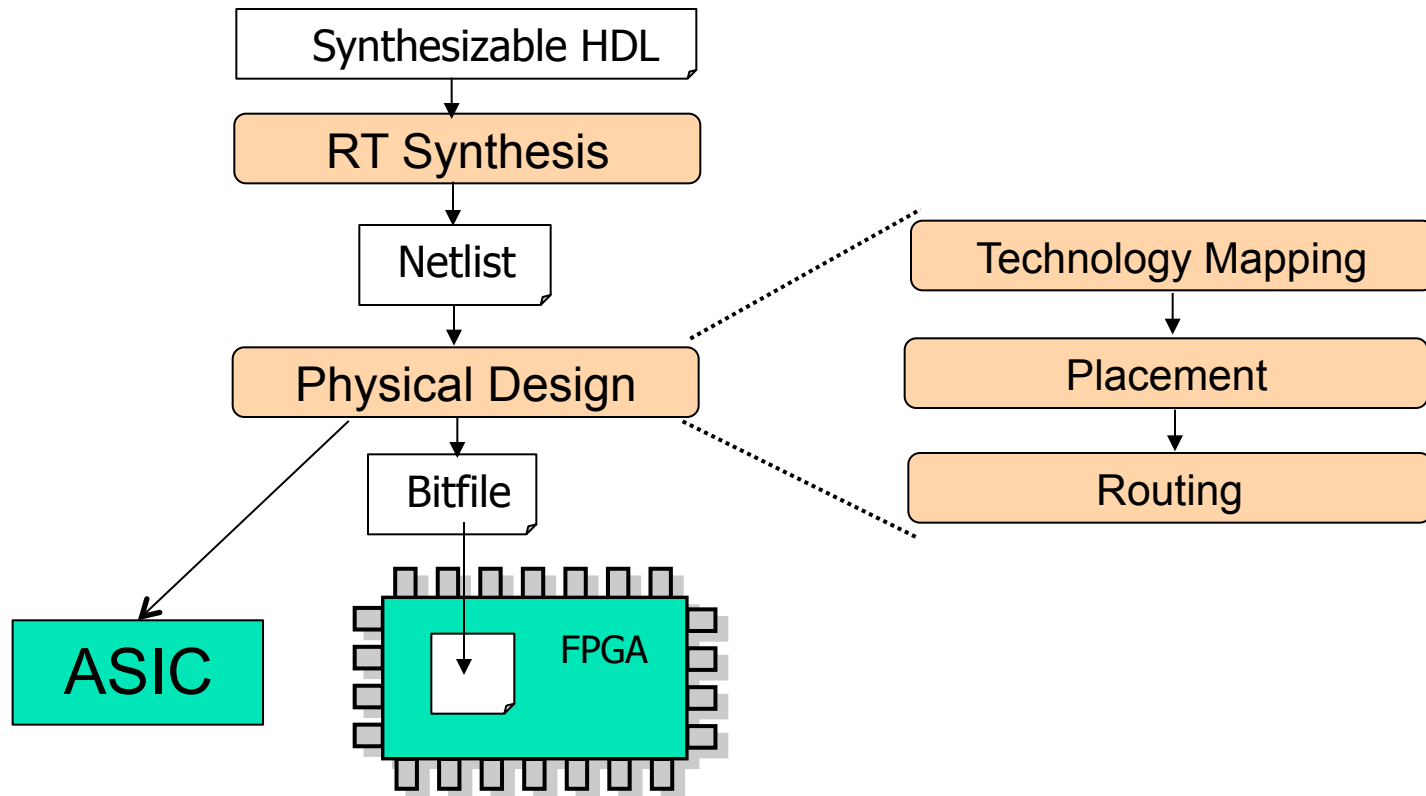 Synthesizable HDL
RT Synthesis
Netlist
Physical Design
Bitfile
ASIC
FPGA
Technology Mapping
Placement
Routing